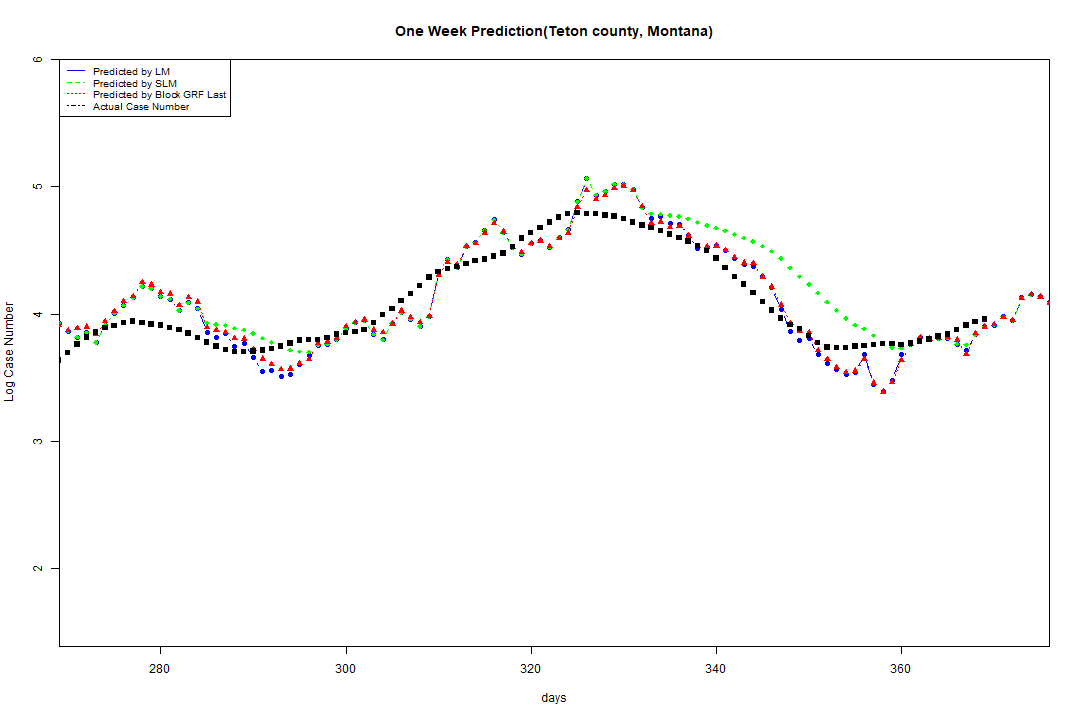 One Week Prediction(Teton county, Montana)
Predicted by LM
Predicted by SLM
Predicted by Block GRF Last
Actual Case Number
6
5
4
3
2
Log Case Number
280 300 320 340 360
days